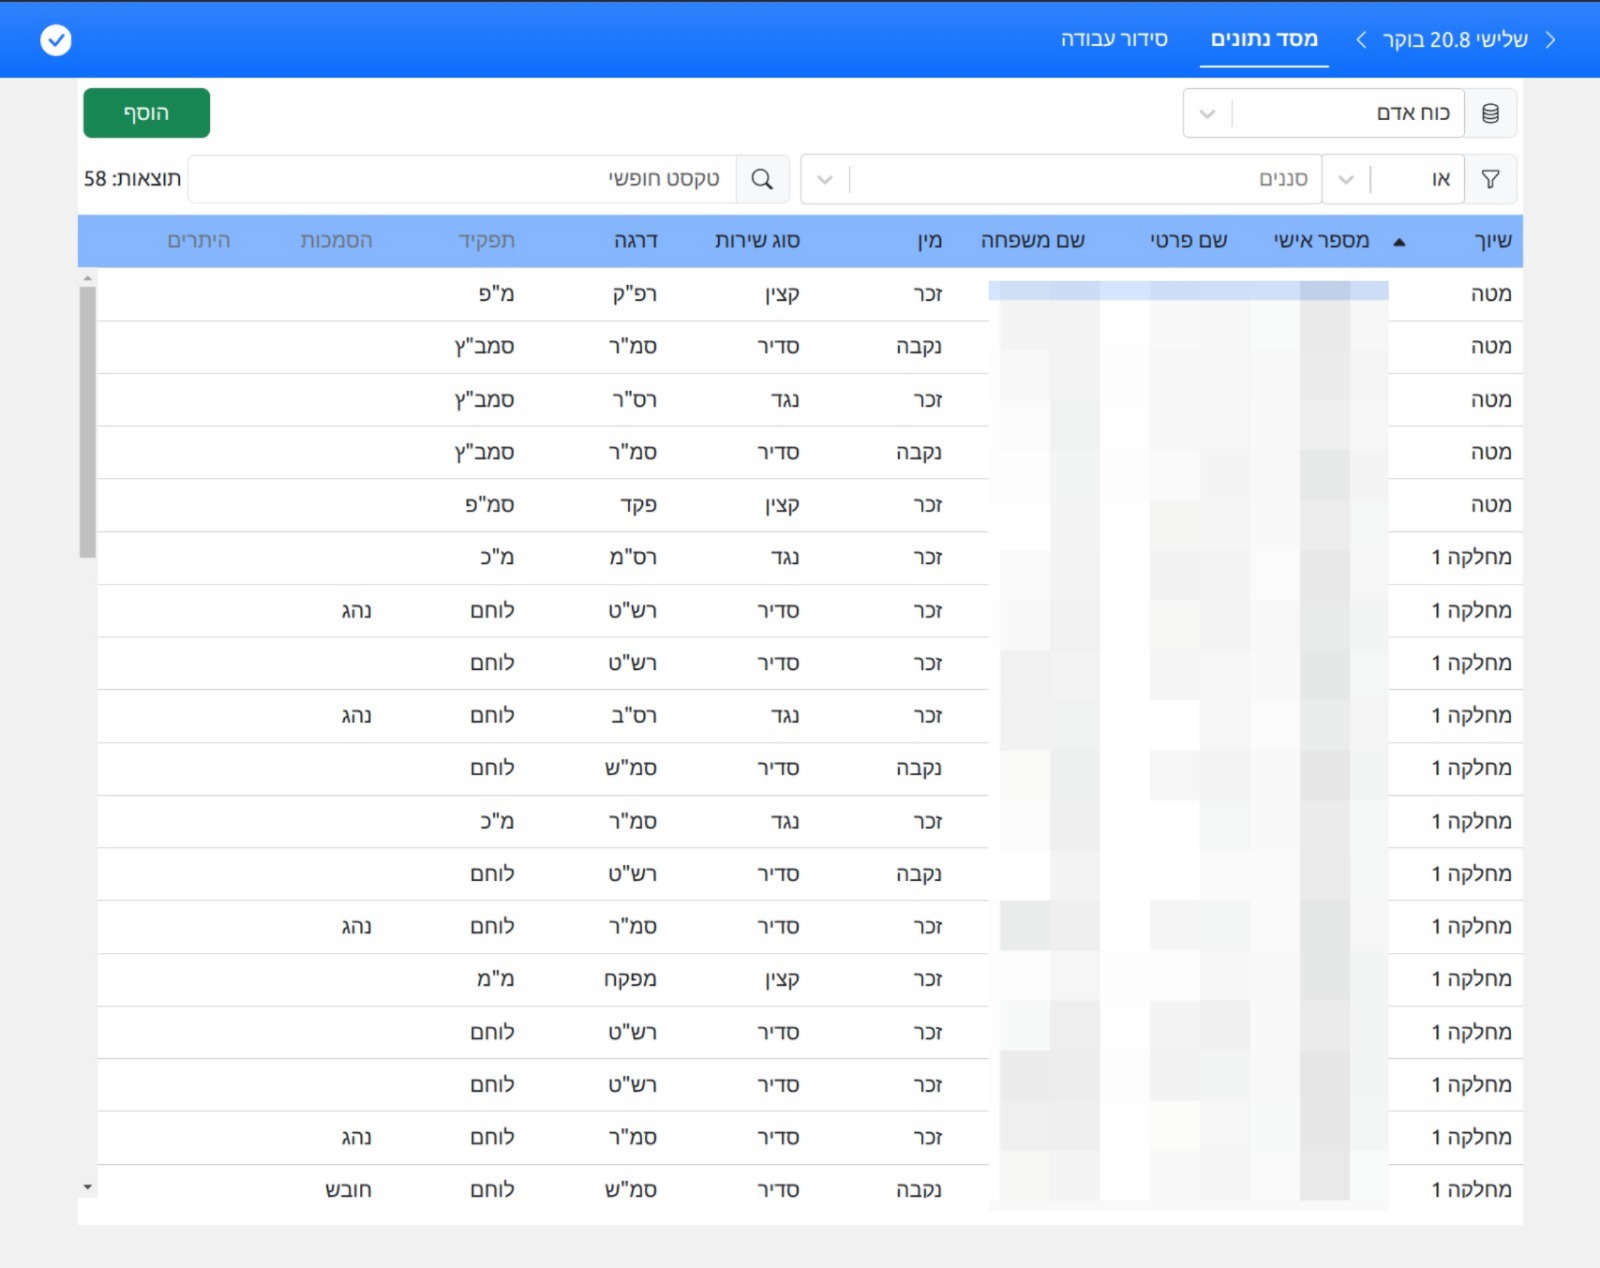 שלישי 20.8 בוקר מסד נתונים סידור עבודה
כוח אדם הוסף
או סננים טקסט חופשי תוצאות: 58
שיוך מספר אישי שם פרטי שם משפחה מין סוג שירות דרגה תפקיד הסמכות היתרים
מטה זכר קצין רפ"ק מ"פ
מטה נקבה סדיר סמ"ר סמב"ץ
מטה זכר נגד רס"ר סמב"ץ
מטה נקבה סדיר סמ"ר סמב"ץ
מטה זכר קצין פקד סמ"פ
מחלקה 1 זכר נגד רס"מ מ"כ
מחלקה 1 זכר סדיר רש"ט לוחם נהג
מחלקה 1 זכר סדיר רש"ט לוחם
מחלקה 1 זכר נגד רס"ב לוחם נהג
מחלקה 1 נקבה סדיר סמ"ש לוחם
מחלקה 1 זכר נגד סמ"ר מ"כ
מחלקה 1 נקבה סדיר רש"ט לוחם
מחלקה 1 זכר סדיר סמ"ר לוחם נהג
מחלקה 1 זכר קצין מפקח מ"מ
מחלקה 1 זכר סדיר רש"ט לוחם
מחלקה 1 זכר סדיר רש"ט לוחם
מחלקה 1 זכר סדיר סמ"ר לוחם נהג
מחלקה 1 נקבה סדיר סמ"ש לוחם חובש